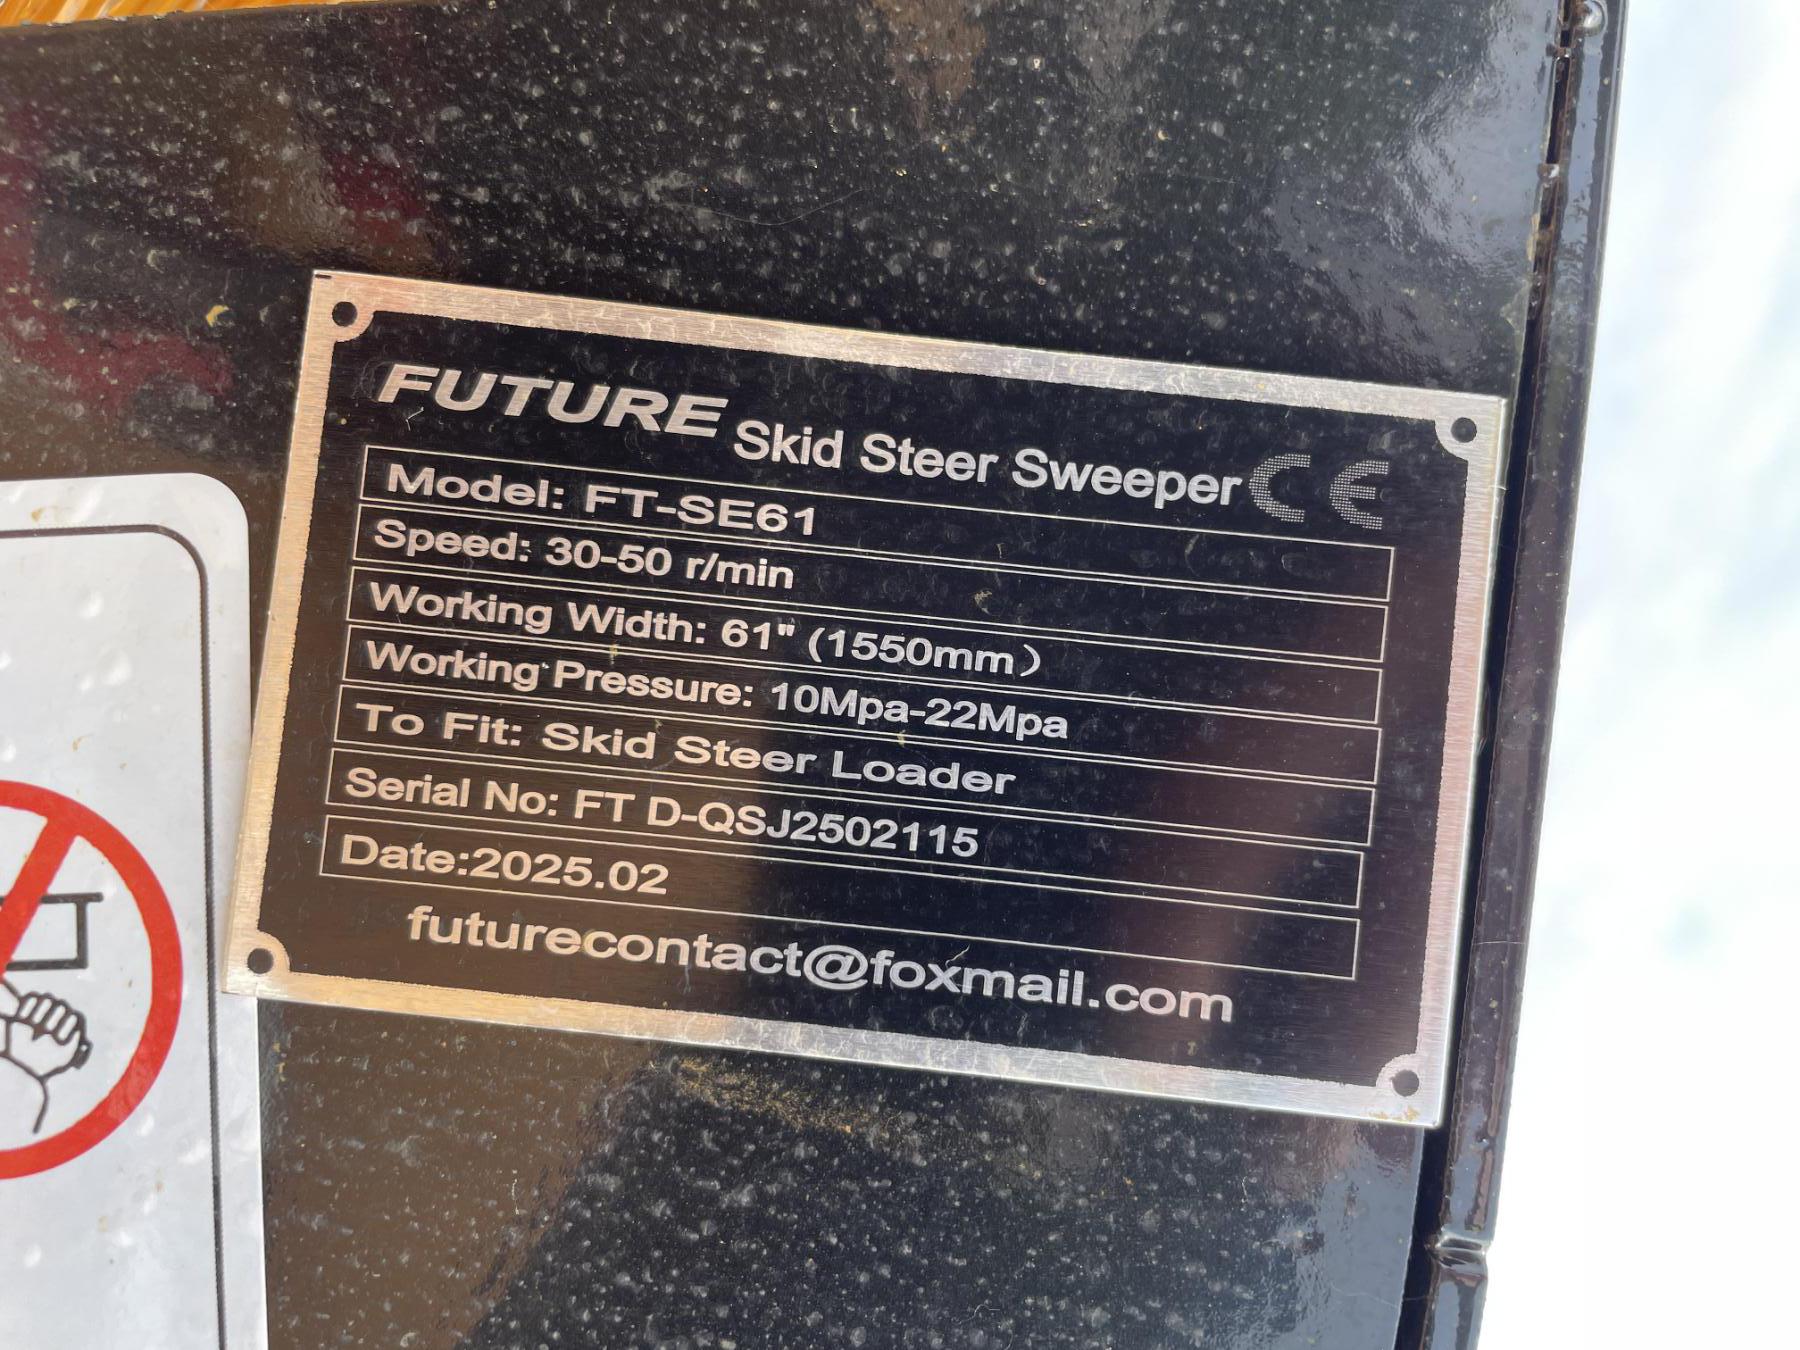 FUTURE Skid Steer Sweeper CE
Model: FT-SE61
Speed: 30-50 r/min
Working Width: 61" (1550mm）
Working Pressure: 10Mpa-22Mpa
To Fit: Skid Steer Loader
Serial No: FT D-QSJ2502115
Date:2025.02
futurecontact@foxmail.com